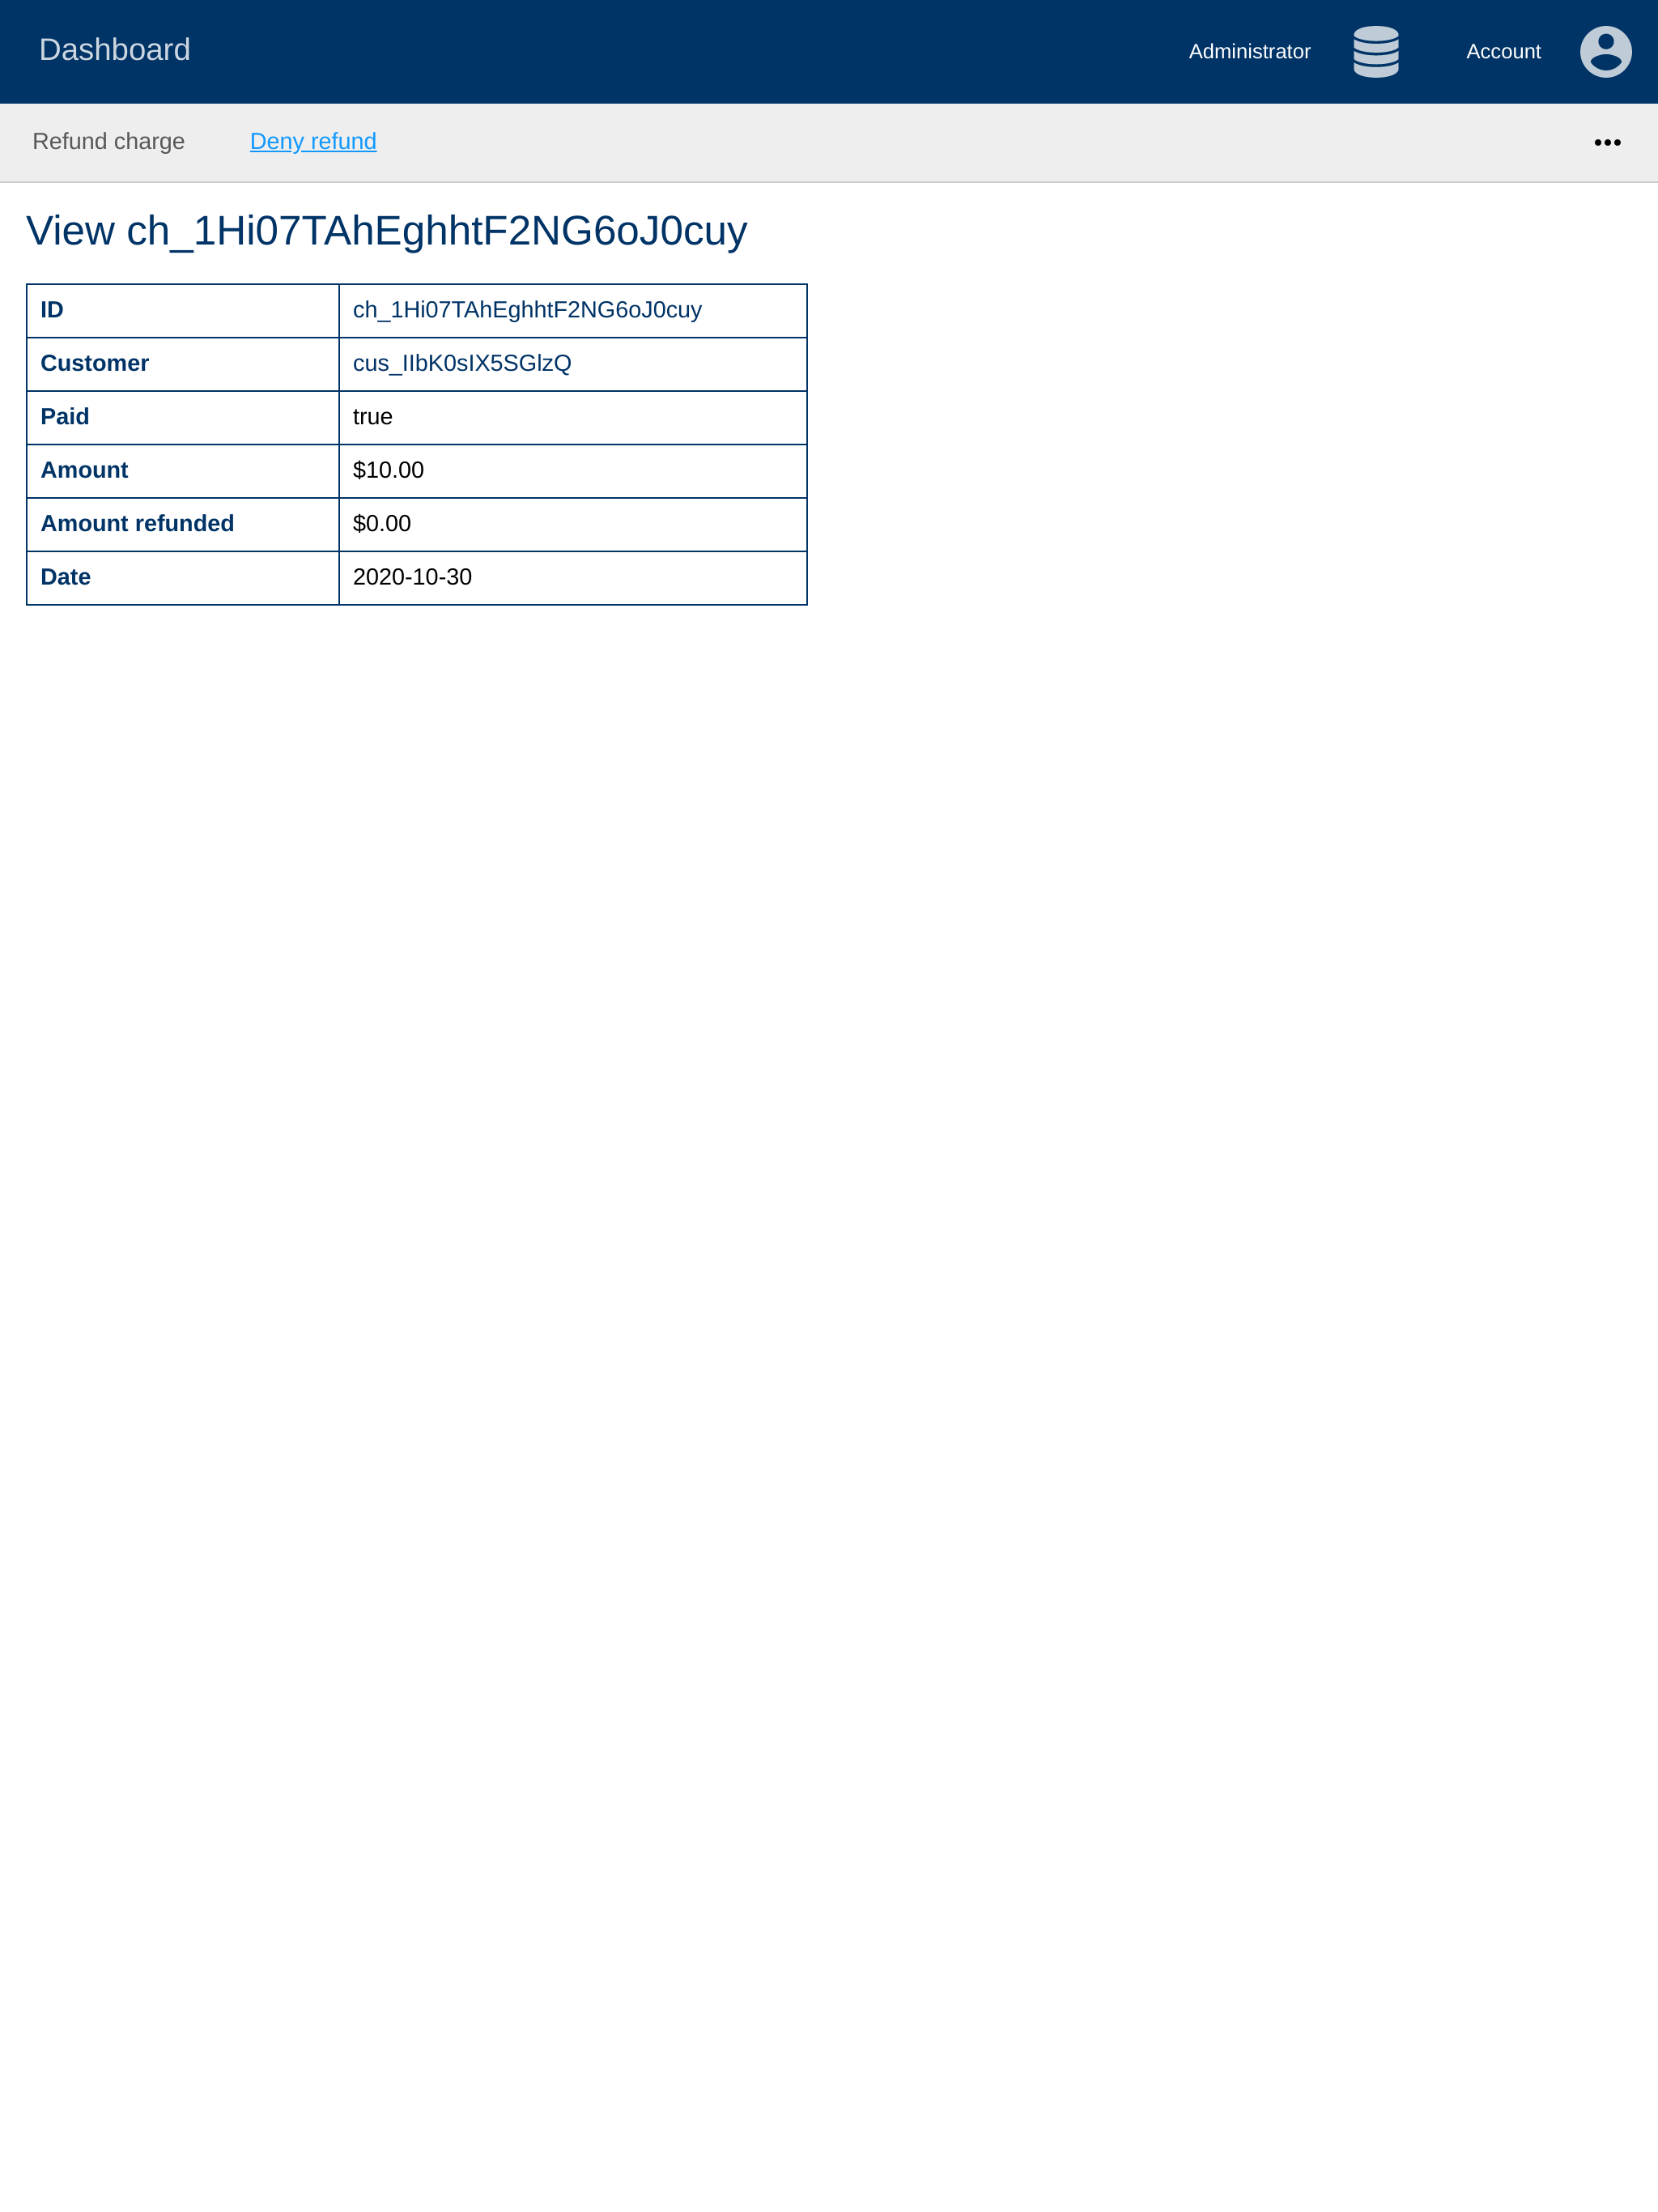 Dashboard Administrator Account
Refund charge Deny refund •••
View ch_1Hi07TAhEghhtF2NG6oJ0cuy
ID ch_1Hi07TAhEghhtF2NG6oJ0cuy
Customer cus_IIbK0sIX5SGlzQ
Paid true
Amount $10.00
Amount refunded $0.00
Date 2020-10-30